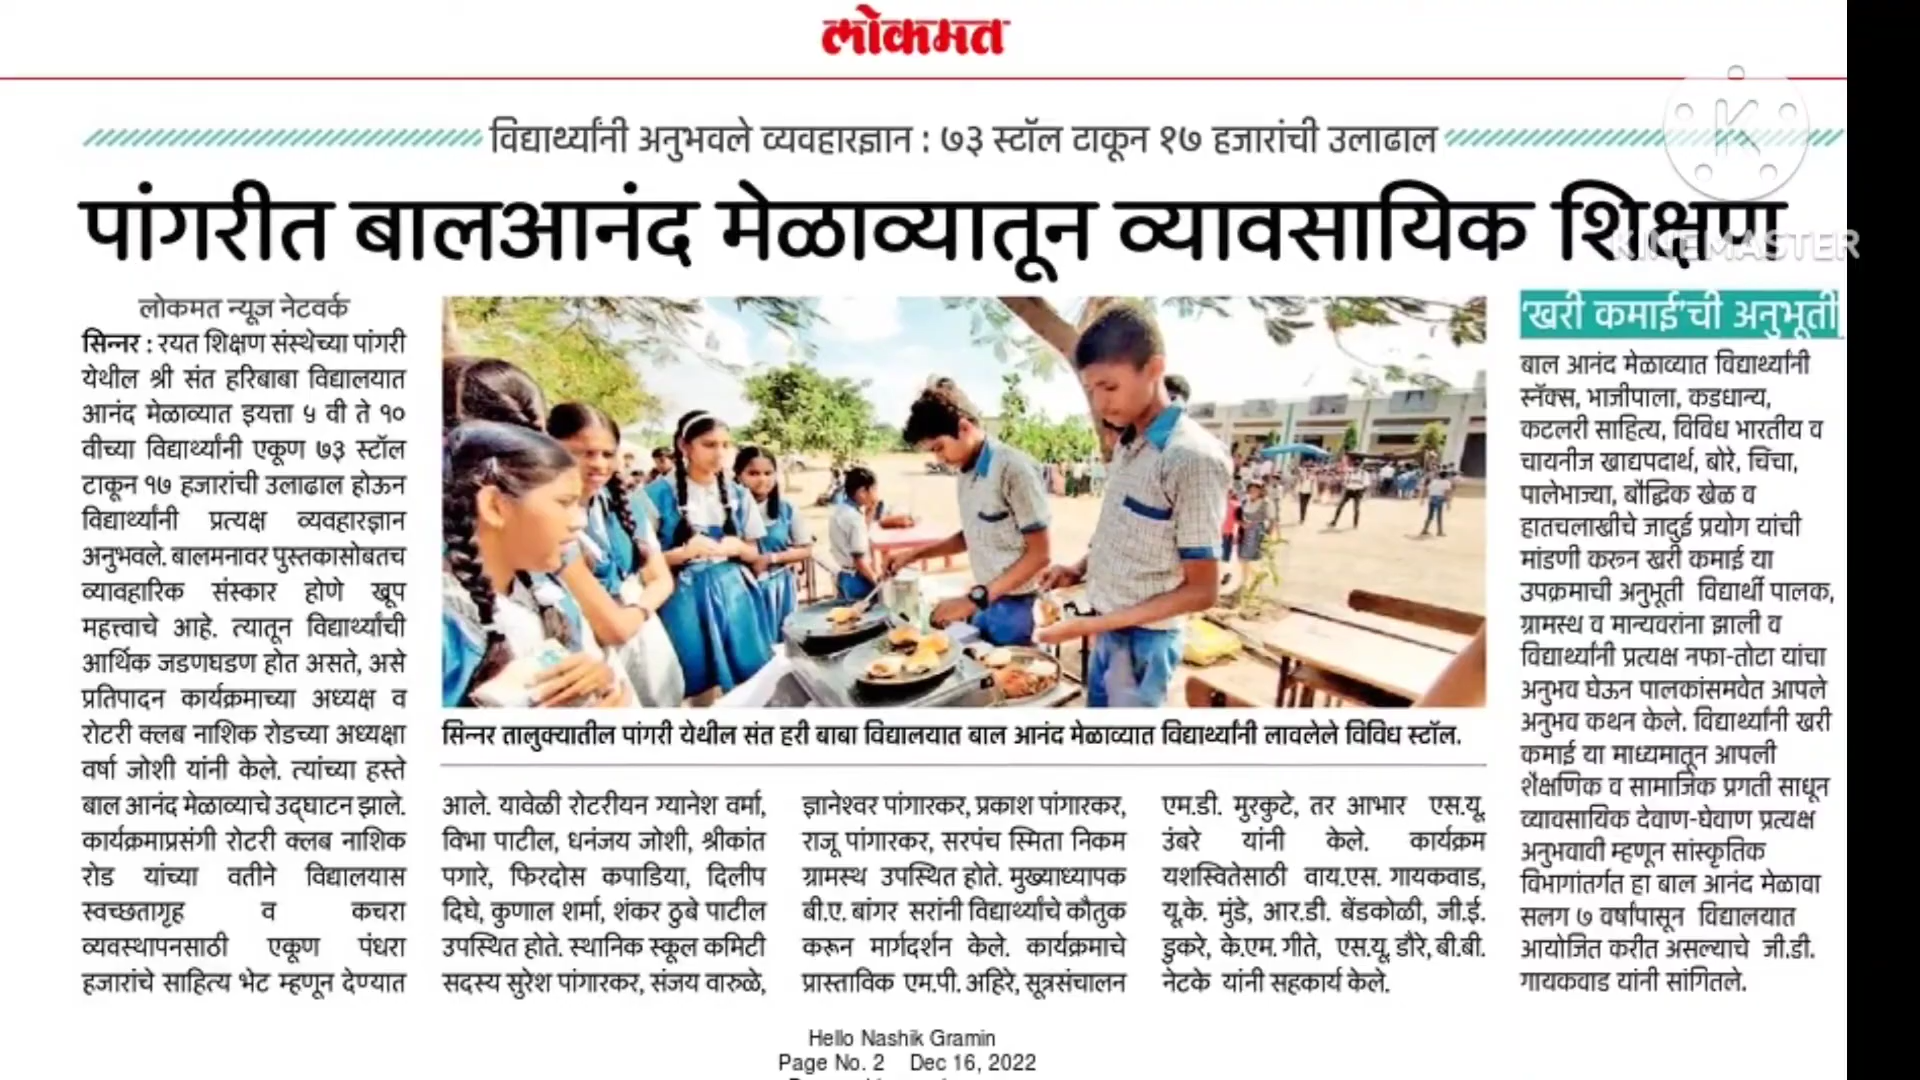 लोकमत
विद्यार्थ्यांनी अनुभवले व्यवहारज्ञान : ७३ स्टॉल टाकून १७ हजारांची उलाढाल
पांगरीत बालआनंद मेळाव्यातून व्यावसायिक शिक्षण
K
KINEMASTER
लोकमत न्यूज नेटवर्क
सिन्नर : रयत शिक्षण संस्थेच्या पांगरी
येथील श्री संत हरिबाबा विद्यालयात
आनंद मेळाव्यात इयत्ता ५ वी ते १०
वीच्या विद्यार्थ्यांनी एकूण ७३ स्टॉल
टाकून १७ हजारांची उलाढाल होऊन
विद्यार्थ्यांनी प्रत्यक्ष व्यवहारज्ञान
अनुभवले. बालमनावर पुस्तकासोबतच
व्यावहारिक संस्कार होणे खूप
महत्त्वाचे आहे. त्यातून विद्यार्थ्यांची
आर्थिक जडणघडण होत असते, असे
प्रतिपादन कार्यक्रमाच्या अध्यक्ष व
रोटरी क्लब नाशिक रोडच्या अध्यक्षा
वर्षा जोशी यांनी केले. त्यांच्या हस्ते
बाल आनंद मेळाव्याचे उद्घाटन झाले.
कार्यक्रमाप्रसंगी रोटरी क्लब नाशिक
रोड यांच्या वतीने विद्यालयास
स्वच्छतागृह व कचरा
व्यवस्थापनसाठी एकूण पंधरा
हजारांचे साहित्य भेट म्हणून देण्यात
सिन्नर तालुक्यातील पांगरी येथील संत हरी बाबा विद्यालयात बाल आनंद मेळाव्यात विद्यार्थ्यांनी लावलेले विविध स्टॉल.
आले. यावेळी रोटरीयन ग्यानेश वर्मा,
विभा पाटील, धनंजय जोशी, श्रीकांत
पगारे, फिरदोस कपाडिया, दिलीप
दिघे, कुणाल शर्मा, शंकर ठुबे पाटील
उपस्थित होते. स्थानिक स्कूल कमिटी
सदस्य सुरेश पांगारकर, संजय वारुळे,
ज्ञानेश्वर पांगारकर, प्रकाश पांगारकर,
राजू पांगारकर, सरपंच स्मिता निकम
ग्रामस्थ उपस्थित होते. मुख्याध्यापक
बी.ए. बांगर सरांनी विद्यार्थ्यांचे कौतुक
करून मार्गदर्शन केले. कार्यक्रमाचे
प्रास्ताविक एम.पी. अहिरे, सूत्रसंचालन
एम.डी. मुरकुटे, तर आभार एस.यू.
उंबरे यांनी केले. कार्यक्रम
यशस्वितेसाठी वाय.एस. गायकवाड,
यू.के. मुंडे, आर.डी. बेंडकोळी, जी.ई.
डुकरे, के.एम. गीते, एस.यू. डौरे, बी.बी.
नेटके यांनी सहकार्य केले.
'खरी कमाई'ची अनुभूती
बाल आनंद मेळाव्यात विद्यार्थ्यांनी
स्नॅक्स, भाजीपाला, कडधान्य,
कटलरी साहित्य, विविध भारतीय व
चायनीज खाद्यपदार्थ, बोरे, चिंचा,
पालेभाज्या, बौद्धिक खेळ व
हातचलाखीचे जादुई प्रयोग यांची
मांडणी करून खरी कमाई या
उपक्रमाची अनुभूती विद्यार्थी पालक,
ग्रामस्थ व मान्यवरांना झाली व
विद्यार्थ्यांनी प्रत्यक्ष नफा-तोटा यांचा
अनुभव घेऊन पालकांसमवेत आपले
अनुभव कथन केले. विद्यार्थ्यांनी खरी
कमाई या माध्यमातून आपली
शैक्षणिक व सामाजिक प्रगती साधून
व्यावसायिक देवाण-घेवाण प्रत्यक्ष
अनुभवावी म्हणून सांस्कृतिक
विभागांतर्गत हा बाल आनंद मेळावा
सलग ७ वर्षांपासून विद्यालयात
आयोजित करीत असल्याचे जी.डी.
गायकवाड यांनी सांगितले.
Hello Nashik Gramin
Page No. 2 Dec 16, 2022